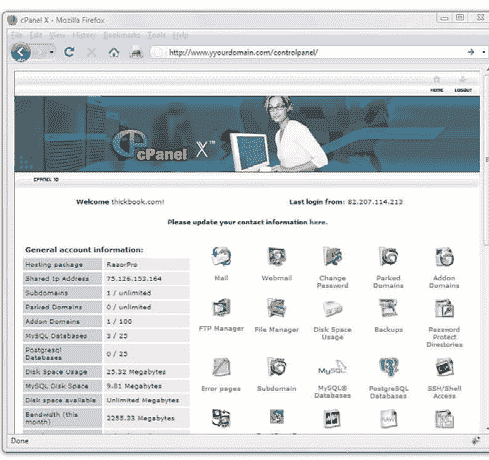 cPanel X - Mozilla Firefox
File Edit View History Bookmarks Tools Help
http://www.yyourdomain.com/controlpanel/
HOME LOGOUT
cPanel X™
CPANEL X:
Welcome thickbook.com!
Last login from: 82.207.114.213
Please update your contact information here.
General account information:
Hosting package RazorPro
Shared Ip Address 75.126.153.164
Subdomains 1 / unlimited
Parked Domains 0 / unlimited
Addon Domains 1 / 100
MySQL Databases 3 / 25
Postgresql Databases 0 / 25
Disk Space Usage 25.32 Megabytes
MySQL Disk Space 9.81 Megabytes
Disk space available Unlimited Megabytes
Bandwith (this month) 2255.33 Megabytes
Mail
Webmail
Change Password
Parked Domains
Addon Domains
FTP Manager
File Manager
Disk Space Usage
Backups
Password Protect Directories
Error pages
Subdomain
MySQL
MySQL® Databases
PostgreSQL Databases
SSH/Shell Access
RAW
Done